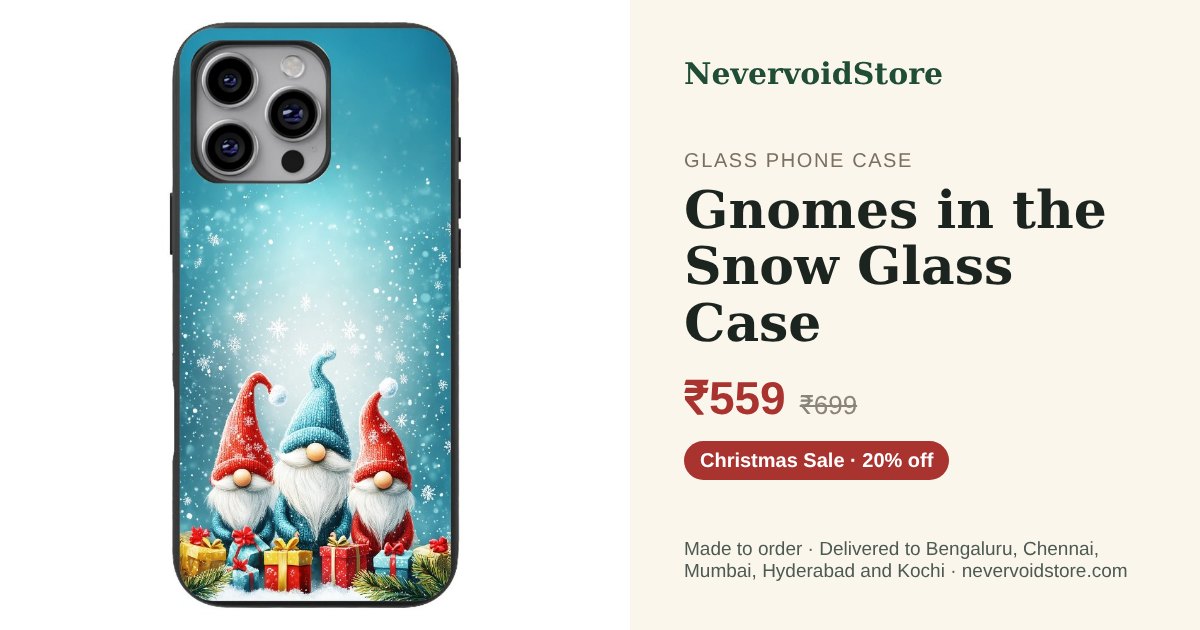 NevervoidStore
GLASS PHONE CASE
Gnomes in the
Snow Glass
Case
₹559 ₹699
Christmas Sale · 20% off
Made to order · Delivered to Bengaluru, Chennai,
Mumbai, Hyderabad and Kochi · nevervoidstore.com